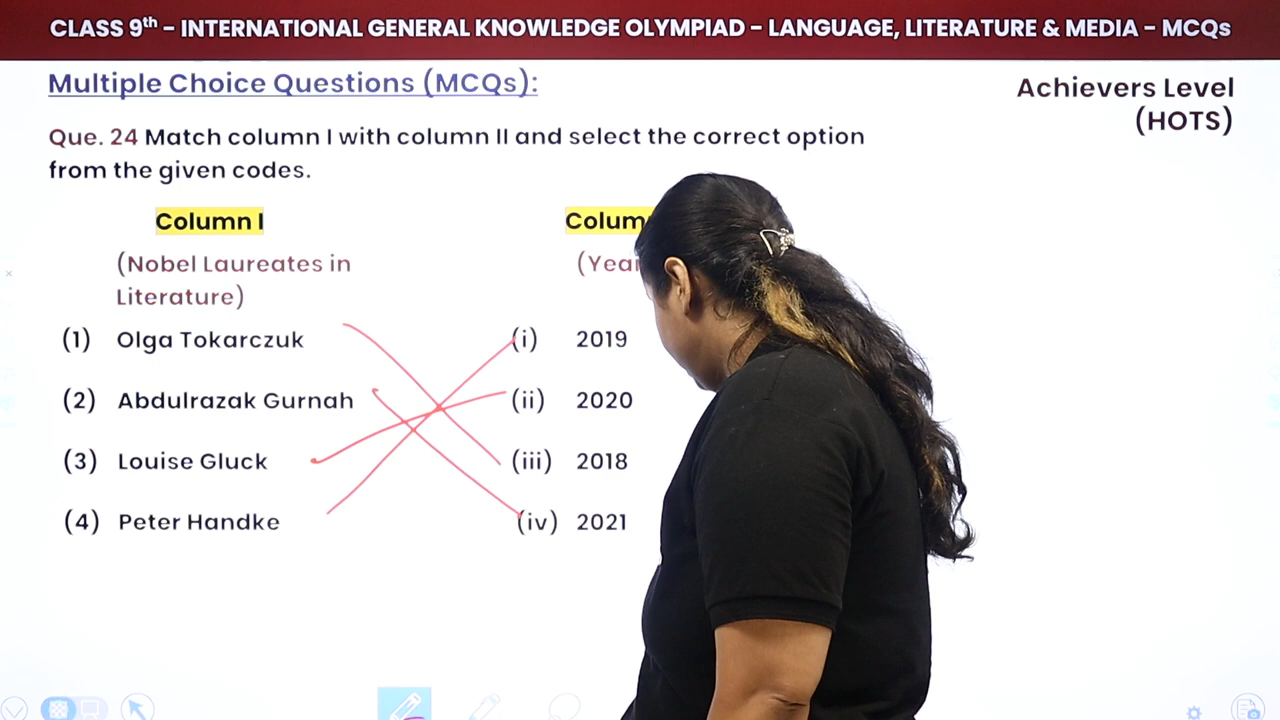 CLASS 9th – INTERNATIONAL GENERAL KNOWLEDGE OLYMPIAD – LANGUAGE, LITERATURE & MEDIA – MCQs
Multiple Choice Questions (MCQs):
Achievers Level
(HOTS)
Que. 24 Match column I with column II and select the correct option
from the given codes.
Column I
(Nobel Laureates in
Literature)
(1) Olga Tokarczuk (i) 2019
(2) Abdulrazak Gurnah (ii) 2020
(3) Louise Gluck (iii) 2018
(4) Peter Handke (iv) 2021